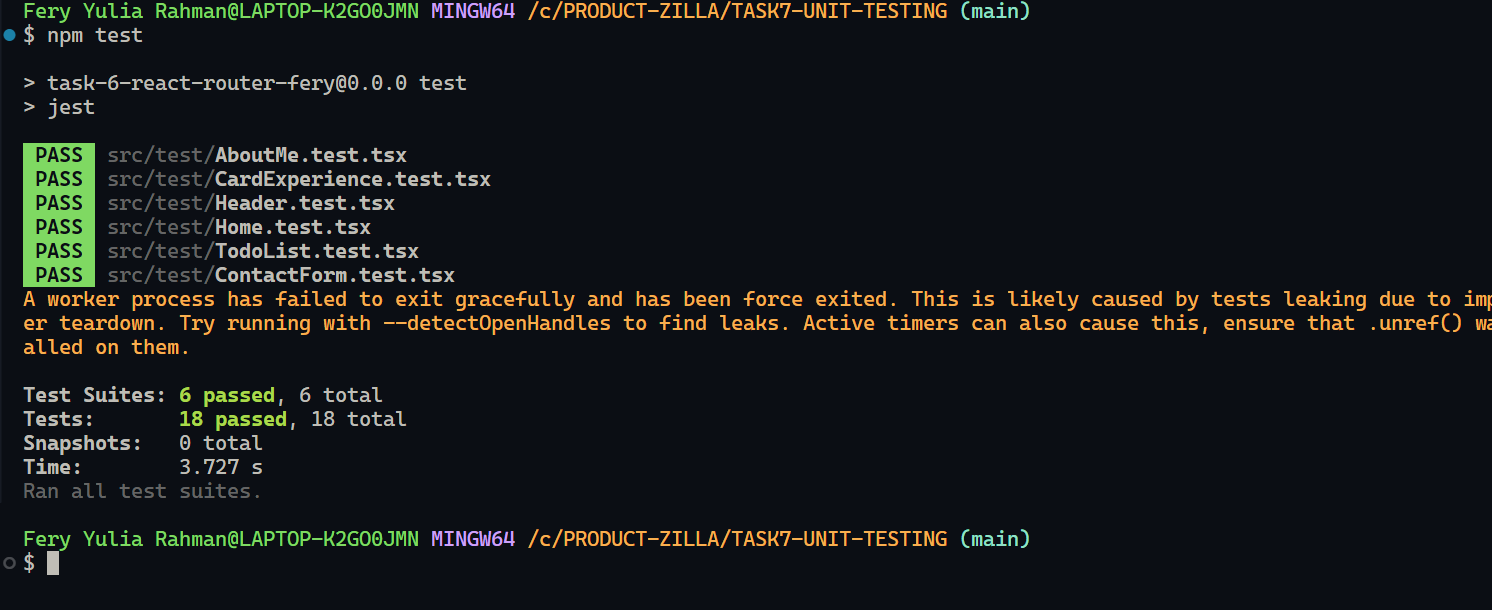 Fery Yulia Rahman@LAPTOP-K2GO0JMN MINGW64 /c/PRODUCT-ZILLA/TASK7-UNIT-TESTING (main)
$ npm test
> task-6-react-router-fery@0.0.0 test
> jest
PASS src/test/AboutMe.test.tsx
PASS src/test/CardExperience.test.tsx
PASS src/test/Header.test.tsx
PASS src/test/Home.test.tsx
PASS src/test/TodoList.test.tsx
PASS src/test/ContactForm.test.tsx
A worker process has failed to exit gracefully and has been force exited. This is likely caused by tests leaking due to
er teardown. Try running with --detectOpenHandles to find leaks. Active timers can also cause this, ensure that .unref()
alled on them.
Test Suites: 6 passed, 6 total
Tests: 18 passed, 18 total
Snapshots: 0 total
Time: 3.727 s
Ran all test suites.
Fery Yulia Rahman@LAPTOP-K2GO0JMN MINGW64 /c/PRODUCT-ZILLA/TASK7-UNIT-TESTING (main)
$